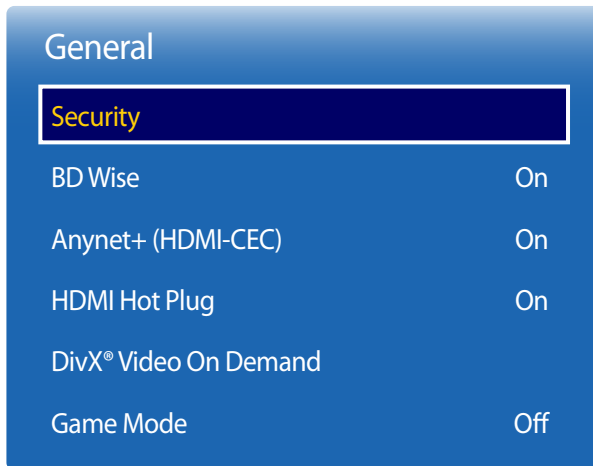 General
Security
BD Wise On
Anynet+ (HDMI-CEC) On
HDMI Hot Plug On
DivX® Video On Demand
Game Mode Off